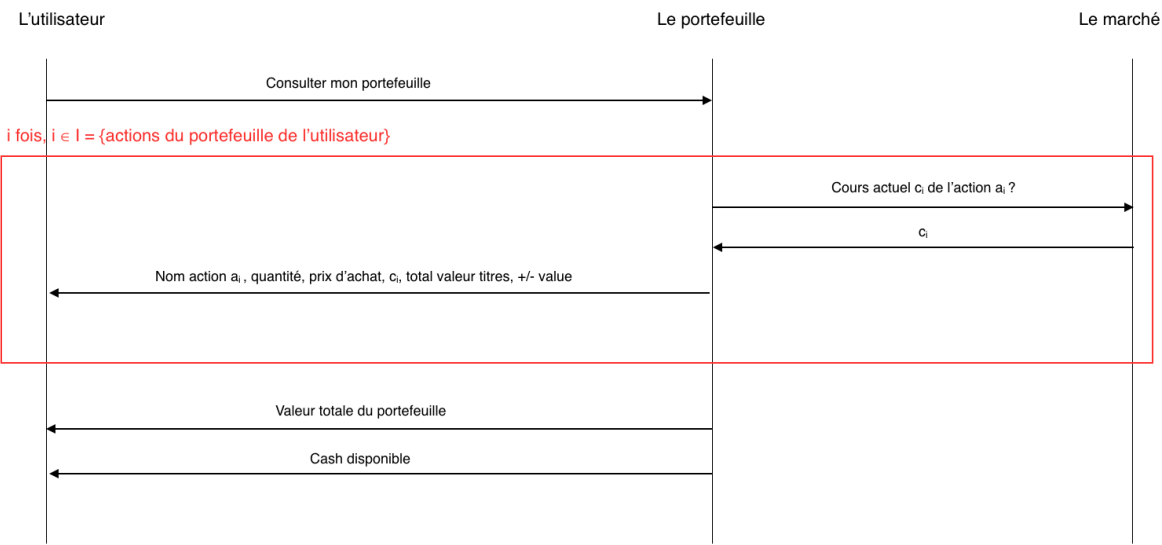 L'utilisateur
Le portefeuille
Le marché
Consulter mon portefeuille
i fois, i ∈ I = {actions du portefeuille de l'utilisateur}
Cours actuel cᵢ de l'action aᵢ ?
cᵢ
Nom action aᵢ , quantité, prix d'achat, cᵢ, total valeur titres, +/- value
Valeur totale du portefeuille
Cash disponible